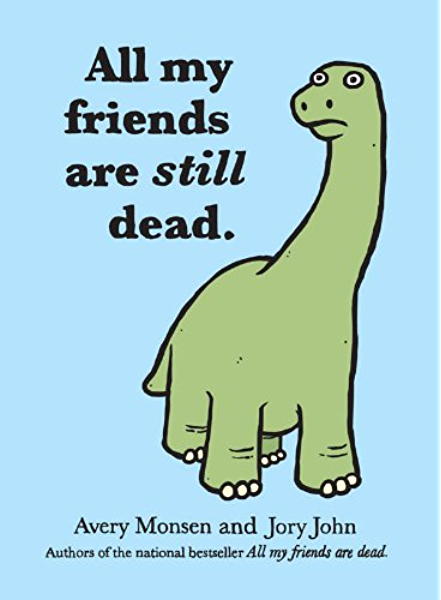 All my
friends
are still
dead.
Avery Monsen and Jory John
Authors of the national bestseller All my friends are dead.